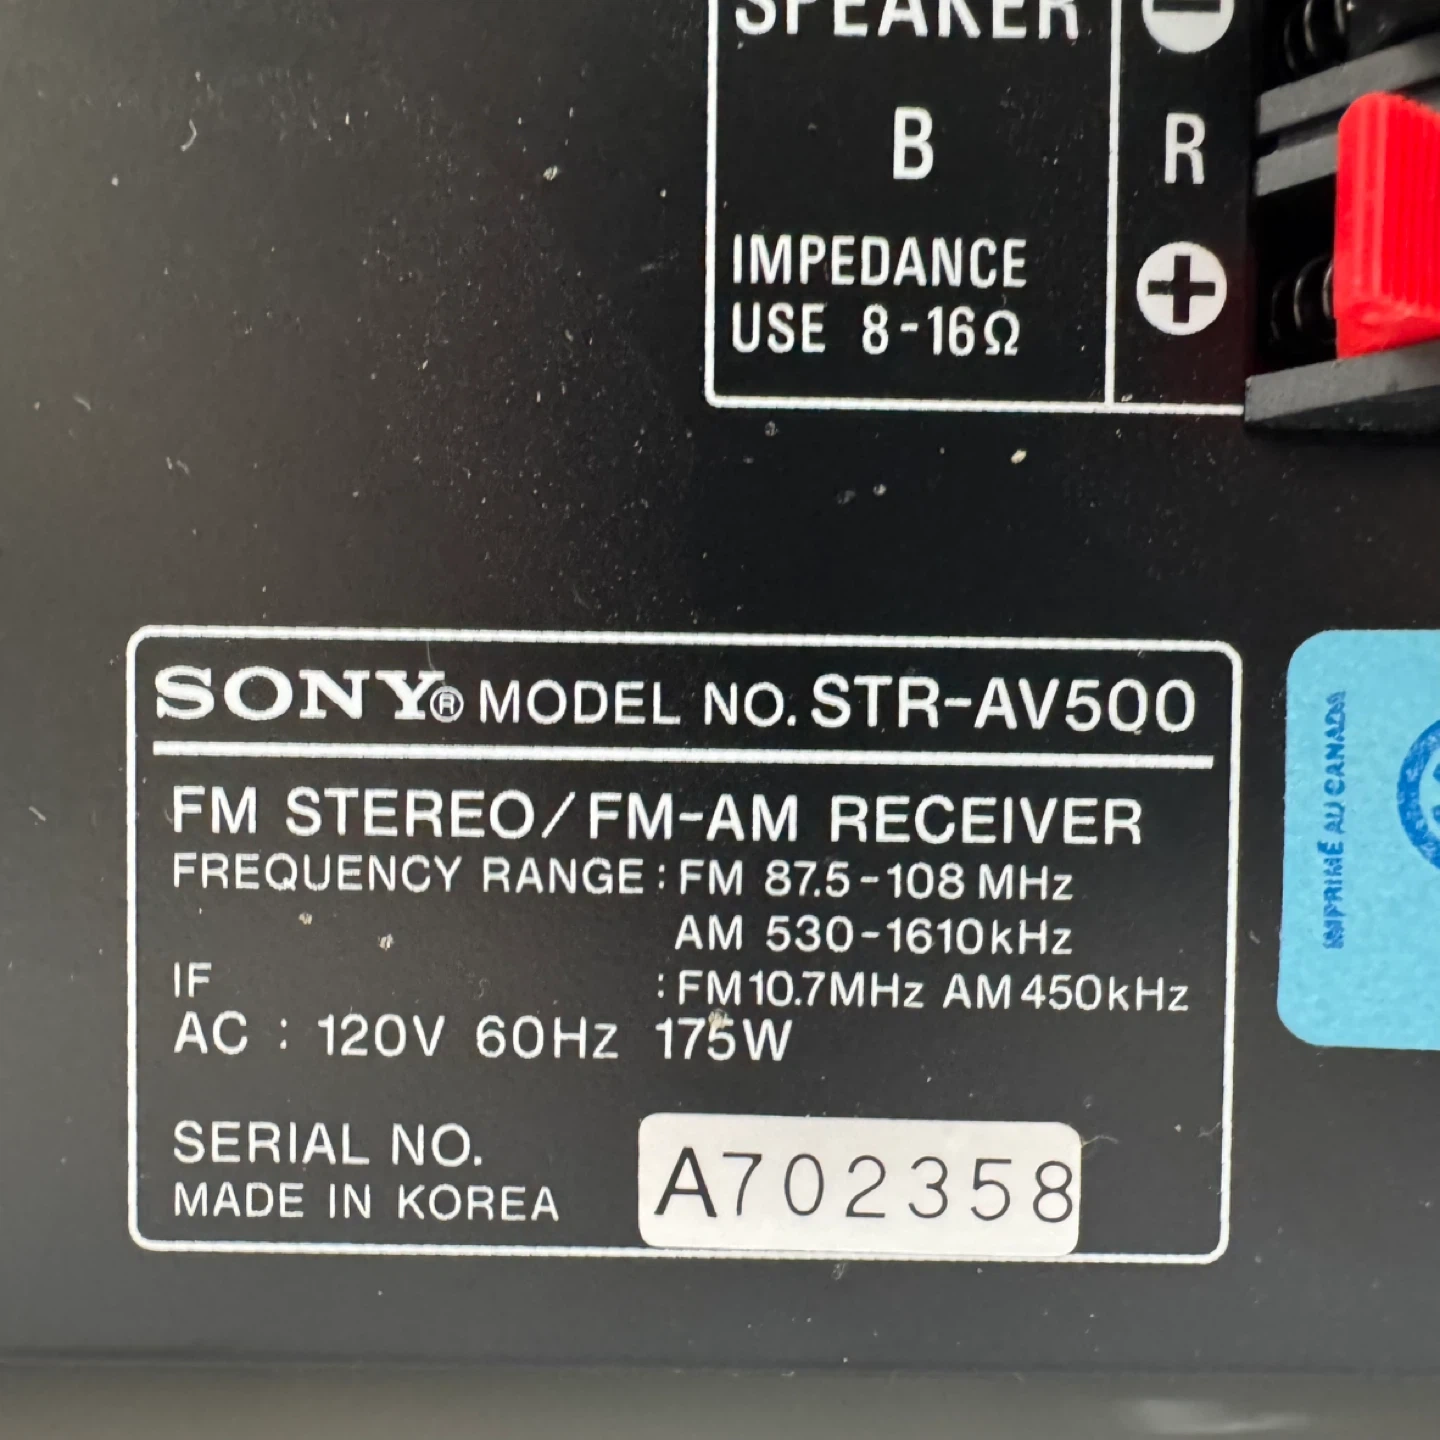 SPEAKER
B
R
IMPEDANCE
USE 8-16Ω
SONY® MODEL NO. STR-AV500
FM STEREO/FM-AM RECEIVER
FREQUENCY RANGE : FM 87.5-108 MHz
AM 530-1610kHz
IF : FM10.7MHz AM450kHz
AC : 120V 60Hz 175W
SERIAL NO. A702358
MADE IN KOREA
IMPRIMÉ AU CANADA